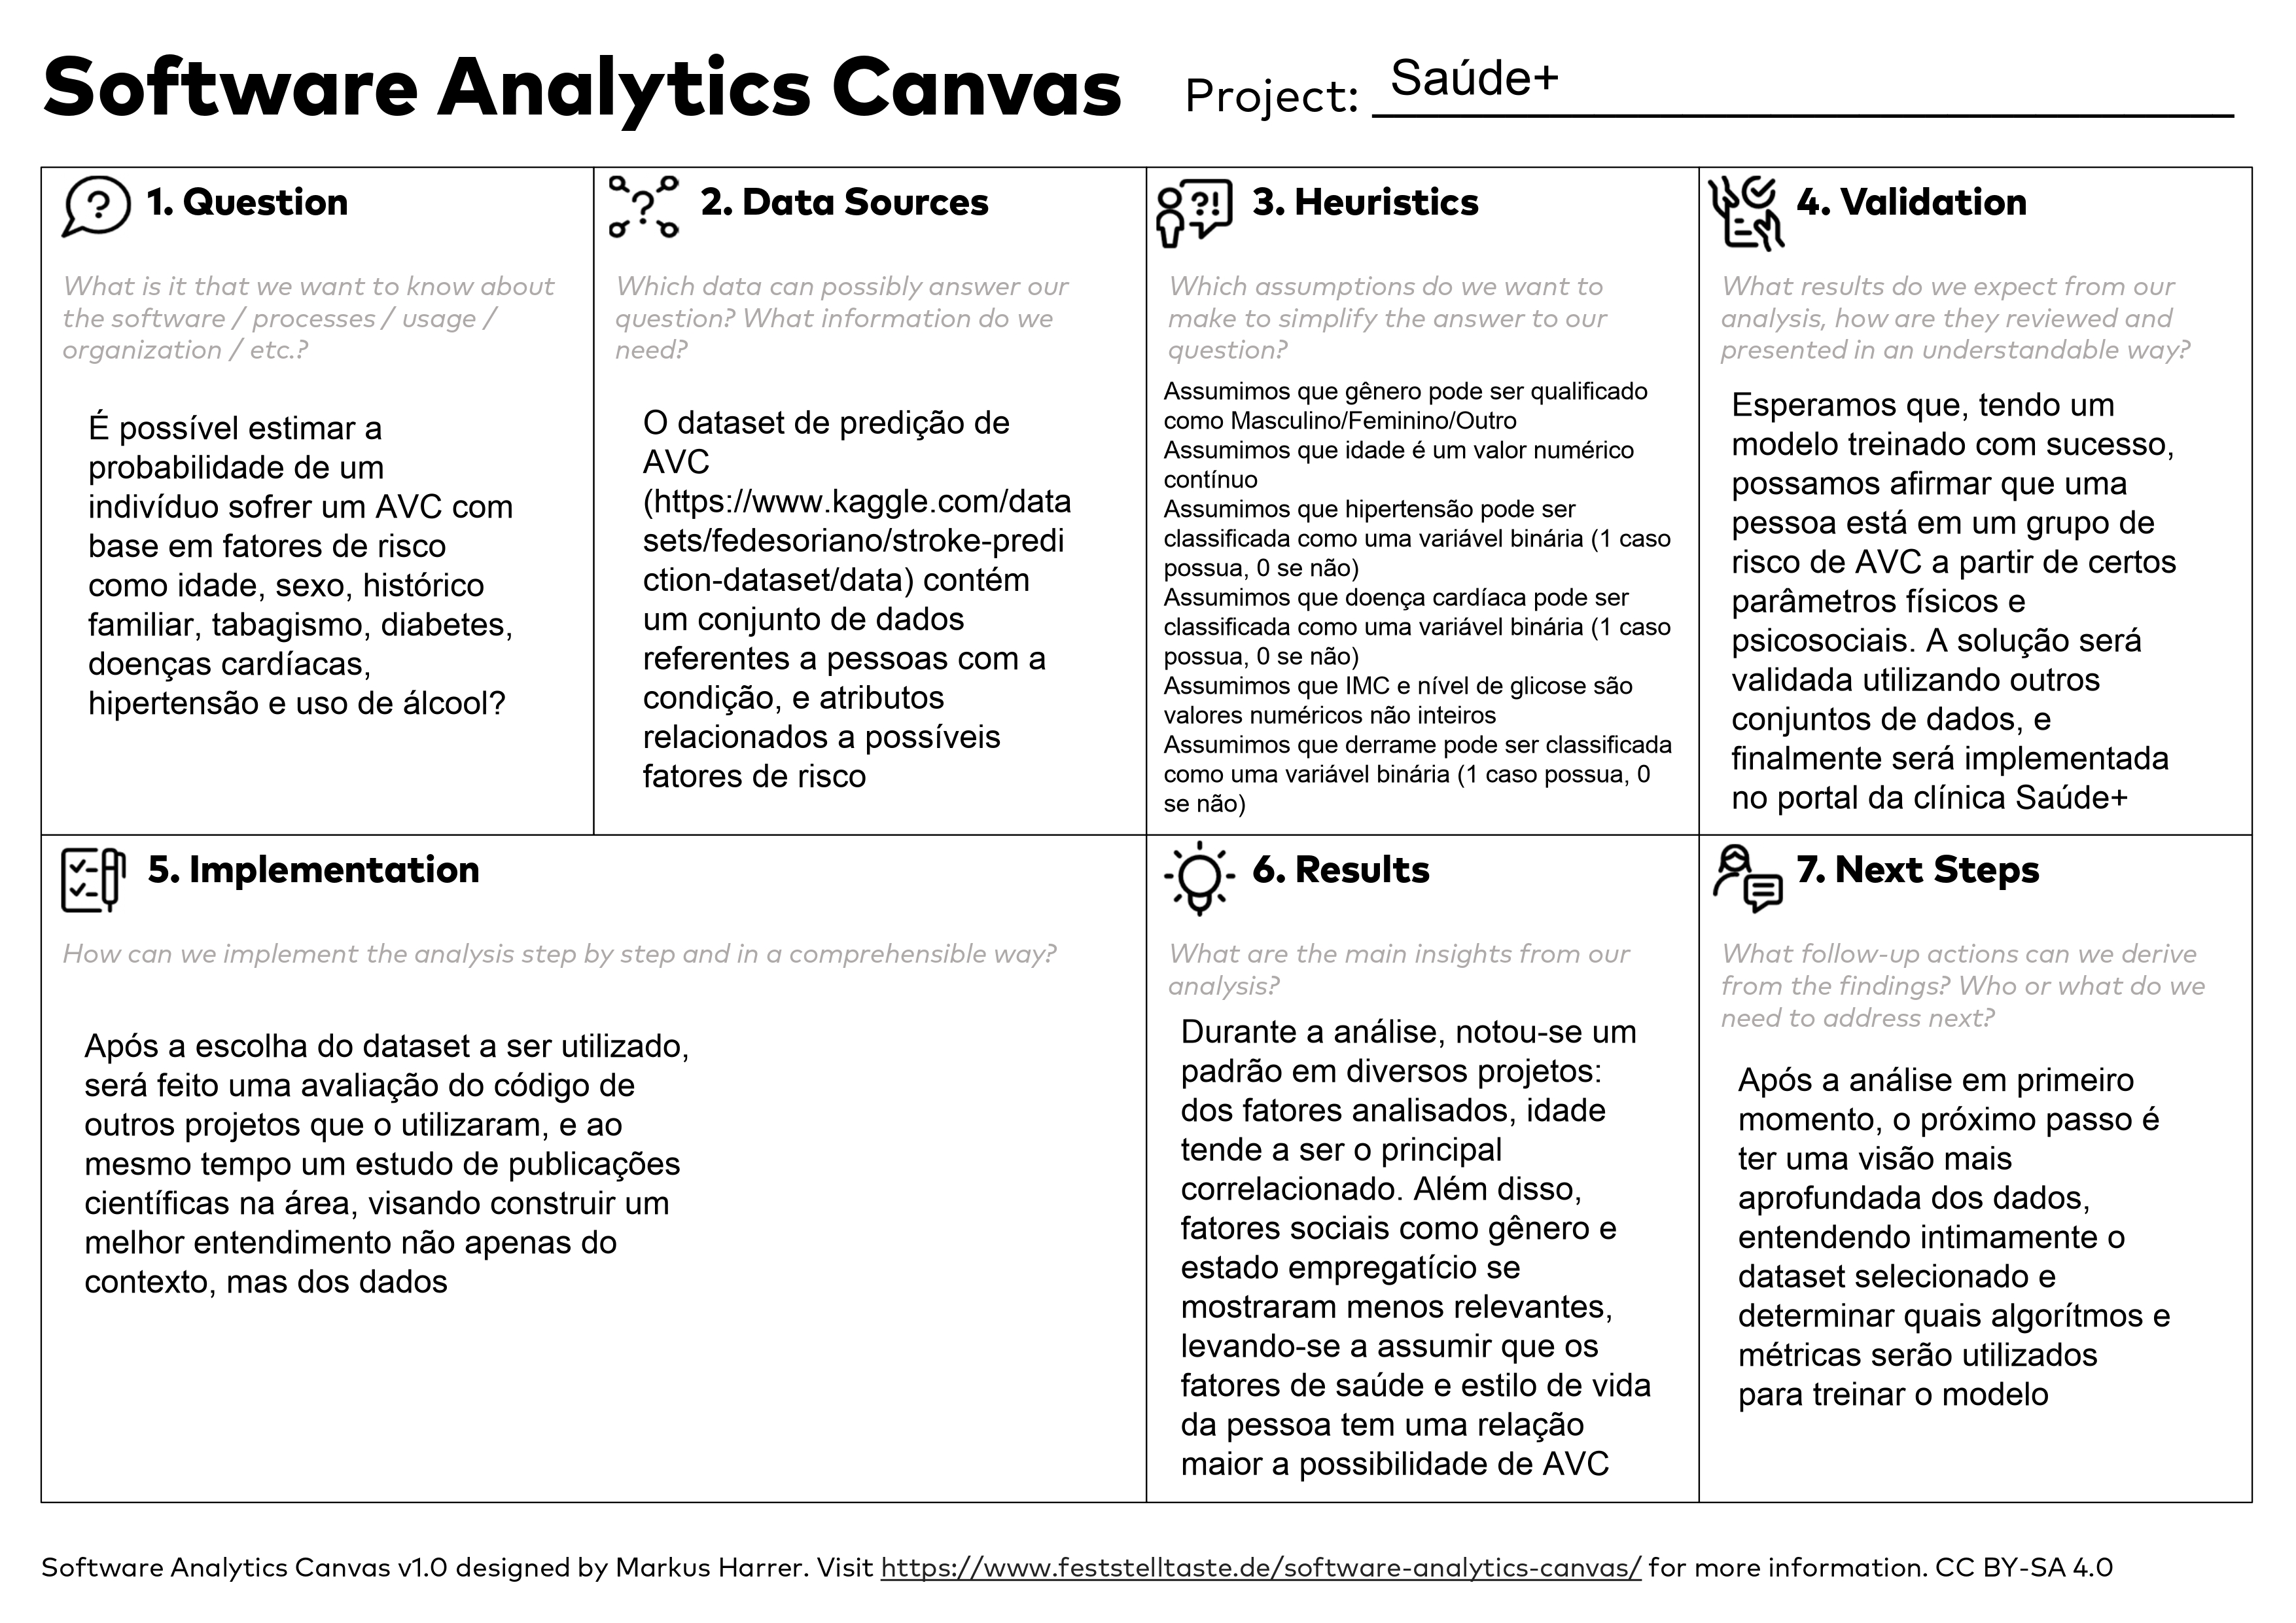 Software Analytics Canvas
Project: Saúde+
1. Question
What is it that we want to know about
the software / processes / usage /
organization / etc.?
É possível estimar a
probabilidade de um
indivíduo sofrer um AVC com
base em fatores de risco
como idade, sexo, histórico
familiar, tabagismo, diabetes,
doenças cardíacas,
hipertensão e uso de álcool?
2. Data Sources
Which data can possibly answer our
question? What information do we
need?
O dataset de predição de
AVC
(https://www.kaggle.com/data
sets/fedesoriano/stroke-predi
ction-dataset/data) contém
um conjunto de dados
referentes a pessoas com a
condição, e atributos
relacionados a possíveis
fatores de risco
3. Heuristics
Which assumptions do we want to
make to simplify the answer to our
question?
Assumimos que gênero pode ser qualificado
como Masculino/Feminino/Outro
Assumimos que idade é um valor numérico
contínuo
Assumimos que hipertensão pode ser
classificada como uma variável binária (1 caso
possua, 0 se não)
Assumimos que doença cardíaca pode ser
classificada como uma variável binária (1 caso
possua, 0 se não)
Assumimos que IMC e nível de glicose são
valores numéricos não inteiros
Assumimos que derrame pode ser classificada
como uma variável binária (1 caso possua, 0
se não)
4. Validation
What results do we expect from our
analysis, how are they reviewed and
presented in an understandable way?
Esperamos que, tendo um
modelo treinado com sucesso,
possamos afirmar que uma
pessoa está em um grupo de
risco de AVC a partir de certos
parâmetros físicos e
psicosociais. A solução será
validada utilizando outros
conjuntos de dados, e
finalmente será implementada
no portal da clínica Saúde+
5. Implementation
How can we implement the analysis step by step and in a comprehensible way?
Após a escolha do dataset a ser utilizado,
será feito uma avaliação do código de
outros projetos que o utilizaram, e ao
mesmo tempo um estudo de publicações
científicas na área, visando construir um
melhor entendimento não apenas do
contexto, mas dos dados
6. Results
What are the main insights from our
analysis?
Durante a análise, notou-se um
padrão em diversos projetos:
dos fatores analisados, idade
tende a ser o principal
correlacionado. Além disso,
fatores sociais como gênero e
estado empregatício se
mostraram menos relevantes,
levando-se a assumir que os
fatores de saúde e estilo de vida
da pessoa tem uma relação
maior a possibilidade de AVC
7. Next Steps
What follow-up actions can we derive
from the findings? Who or what do we
need to address next?
Após a análise em primeiro
momento, o próximo passo é
ter uma visão mais
aprofundada dos dados,
entendendo intimamente o
dataset selecionado e
determinar quais algorítmos e
métricas serão utilizados
para treinar o modelo
Software Analytics Canvas v1.0 designed by Markus Harrer. Visit https://www.feststelltaste.de/software-analytics-canvas/ for more information. CC BY-SA 4.0